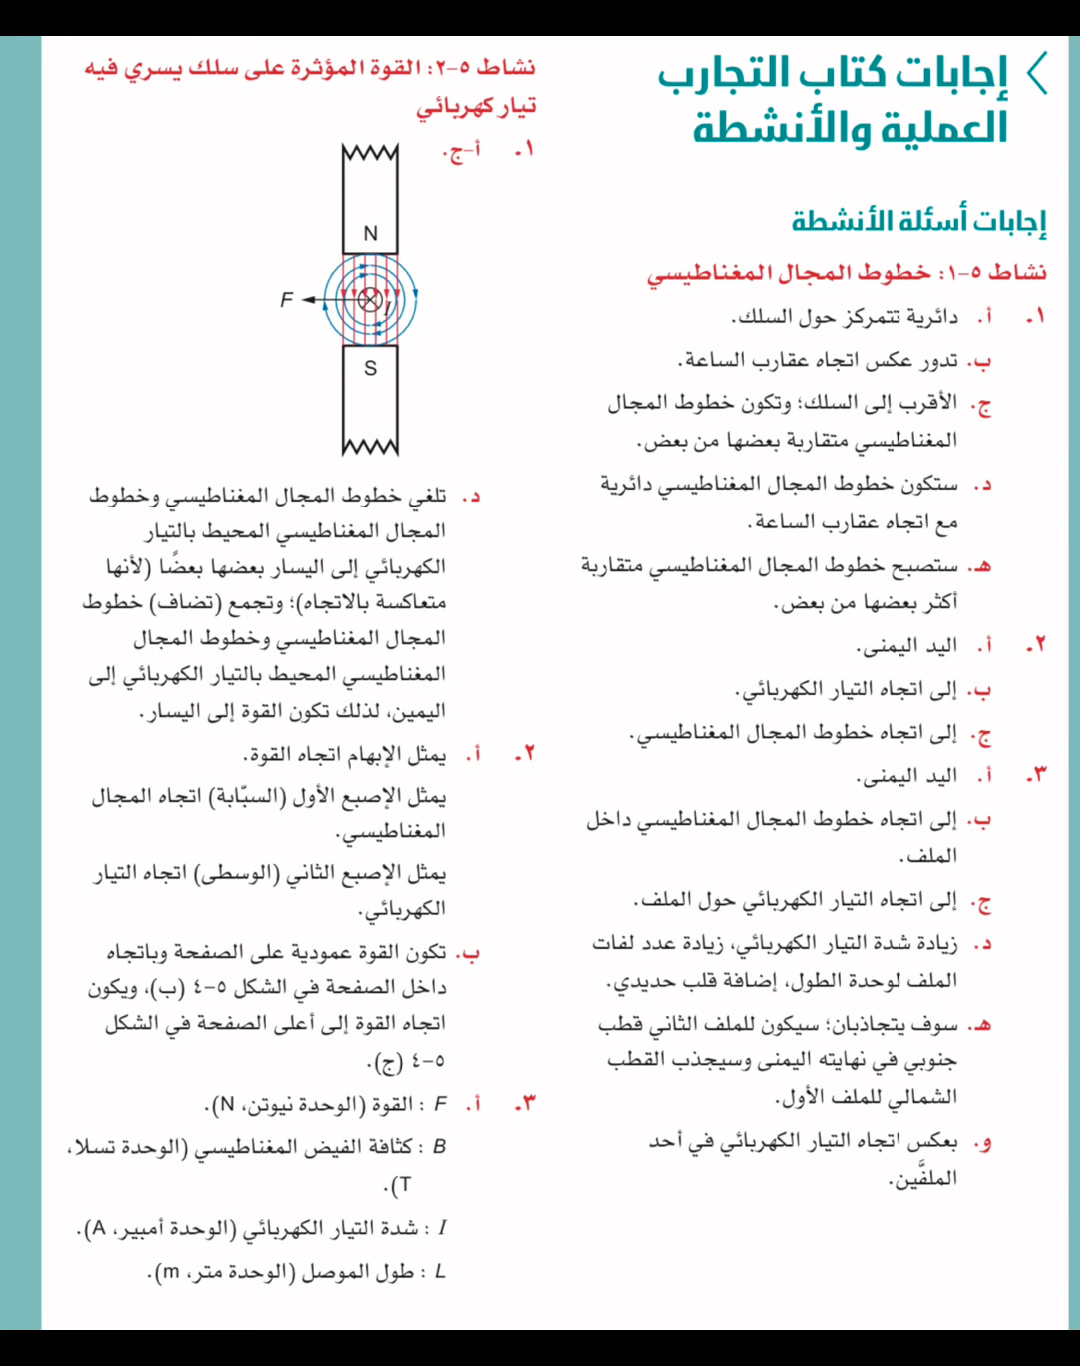 إجابات كتاب التجارب
العملية والأنشطة
إجابات أسئلة الأنشطة
نشاط ٥-١: خطوط المجال المغناطيسي
١. أ. دائرية تتمركز حول السلك.
ب. تدور عكس اتجاه عقارب الساعة.
ج. الأقرب إلى السلك؛ وتكون خطوط المجال
المغناطيسي متقاربة بعضها من بعض.
د. ستكون خطوط المجال المغناطيسي دائرية
مع اتجاه عقارب الساعة.
هـ. ستصبح خطوط المجال المغناطيسي متقاربة
أكثر بعضها من بعض.
٢. أ. اليد اليمنى.
ب. إلى اتجاه التيار الكهربائي.
ج. إلى اتجاه خطوط المجال المغناطيسي.
٣. أ. اليد اليمنى.
ب. إلى اتجاه خطوط المجال المغناطيسي داخل
الملف.
ج. إلى اتجاه التيار الكهربائي حول الملف.
د. زيادة شدة التيار الكهربائي، زيادة عدد لفات
الملف لوحدة الطول، إضافة قلب حديدي.
هـ. سوف يتجاذبان؛ سيكون للملف الثاني قطب
جنوبي في نهايته اليمنى وسيجذب القطب
الشمالي للملف الأول.
و. بعكس اتجاه التيار الكهربائي في أحد
الملفَّين.
نشاط ٥-٢: القوة المؤثرة على سلك يسري فيه
تيار كهربائي
١. أ-ج.
N
F
I
S
د. تلغي خطوط المجال المغناطيسي وخطوط
المجال المغناطيسي المحيط بالتيار
الكهربائي إلى اليسار بعضها بعضًا (لأنها
متعاكسة بالاتجاه)؛ وتجمع (تضاف) خطوط
المجال المغناطيسي وخطوط المجال
المغناطيسي المحيط بالتيار الكهربائي إلى
اليمين، لذلك تكون القوة إلى اليسار.
٢. أ. يمثل الإبهام اتجاه القوة.
يمثل الإصبع الأول (السبّابة) اتجاه المجال
المغناطيسي.
يمثل الإصبع الثاني (الوسطى) اتجاه التيار
الكهربائي.
ب. تكون القوة عمودية على الصفحة وباتجاه
داخل الصفحة في الشكل ٥-٤ (ب)، ويكون
اتجاه القوة إلى أعلى الصفحة في الشكل
٥-٤ (ج).
٣. أ. F : القوة (الوحدة نيوتن، N).
B : كثافة الفيض المغناطيسي (الوحدة تسلا،
T).
I : شدة التيار الكهربائي (الوحدة أمبير، A).
L : طول الموصل (الوحدة متر، m).